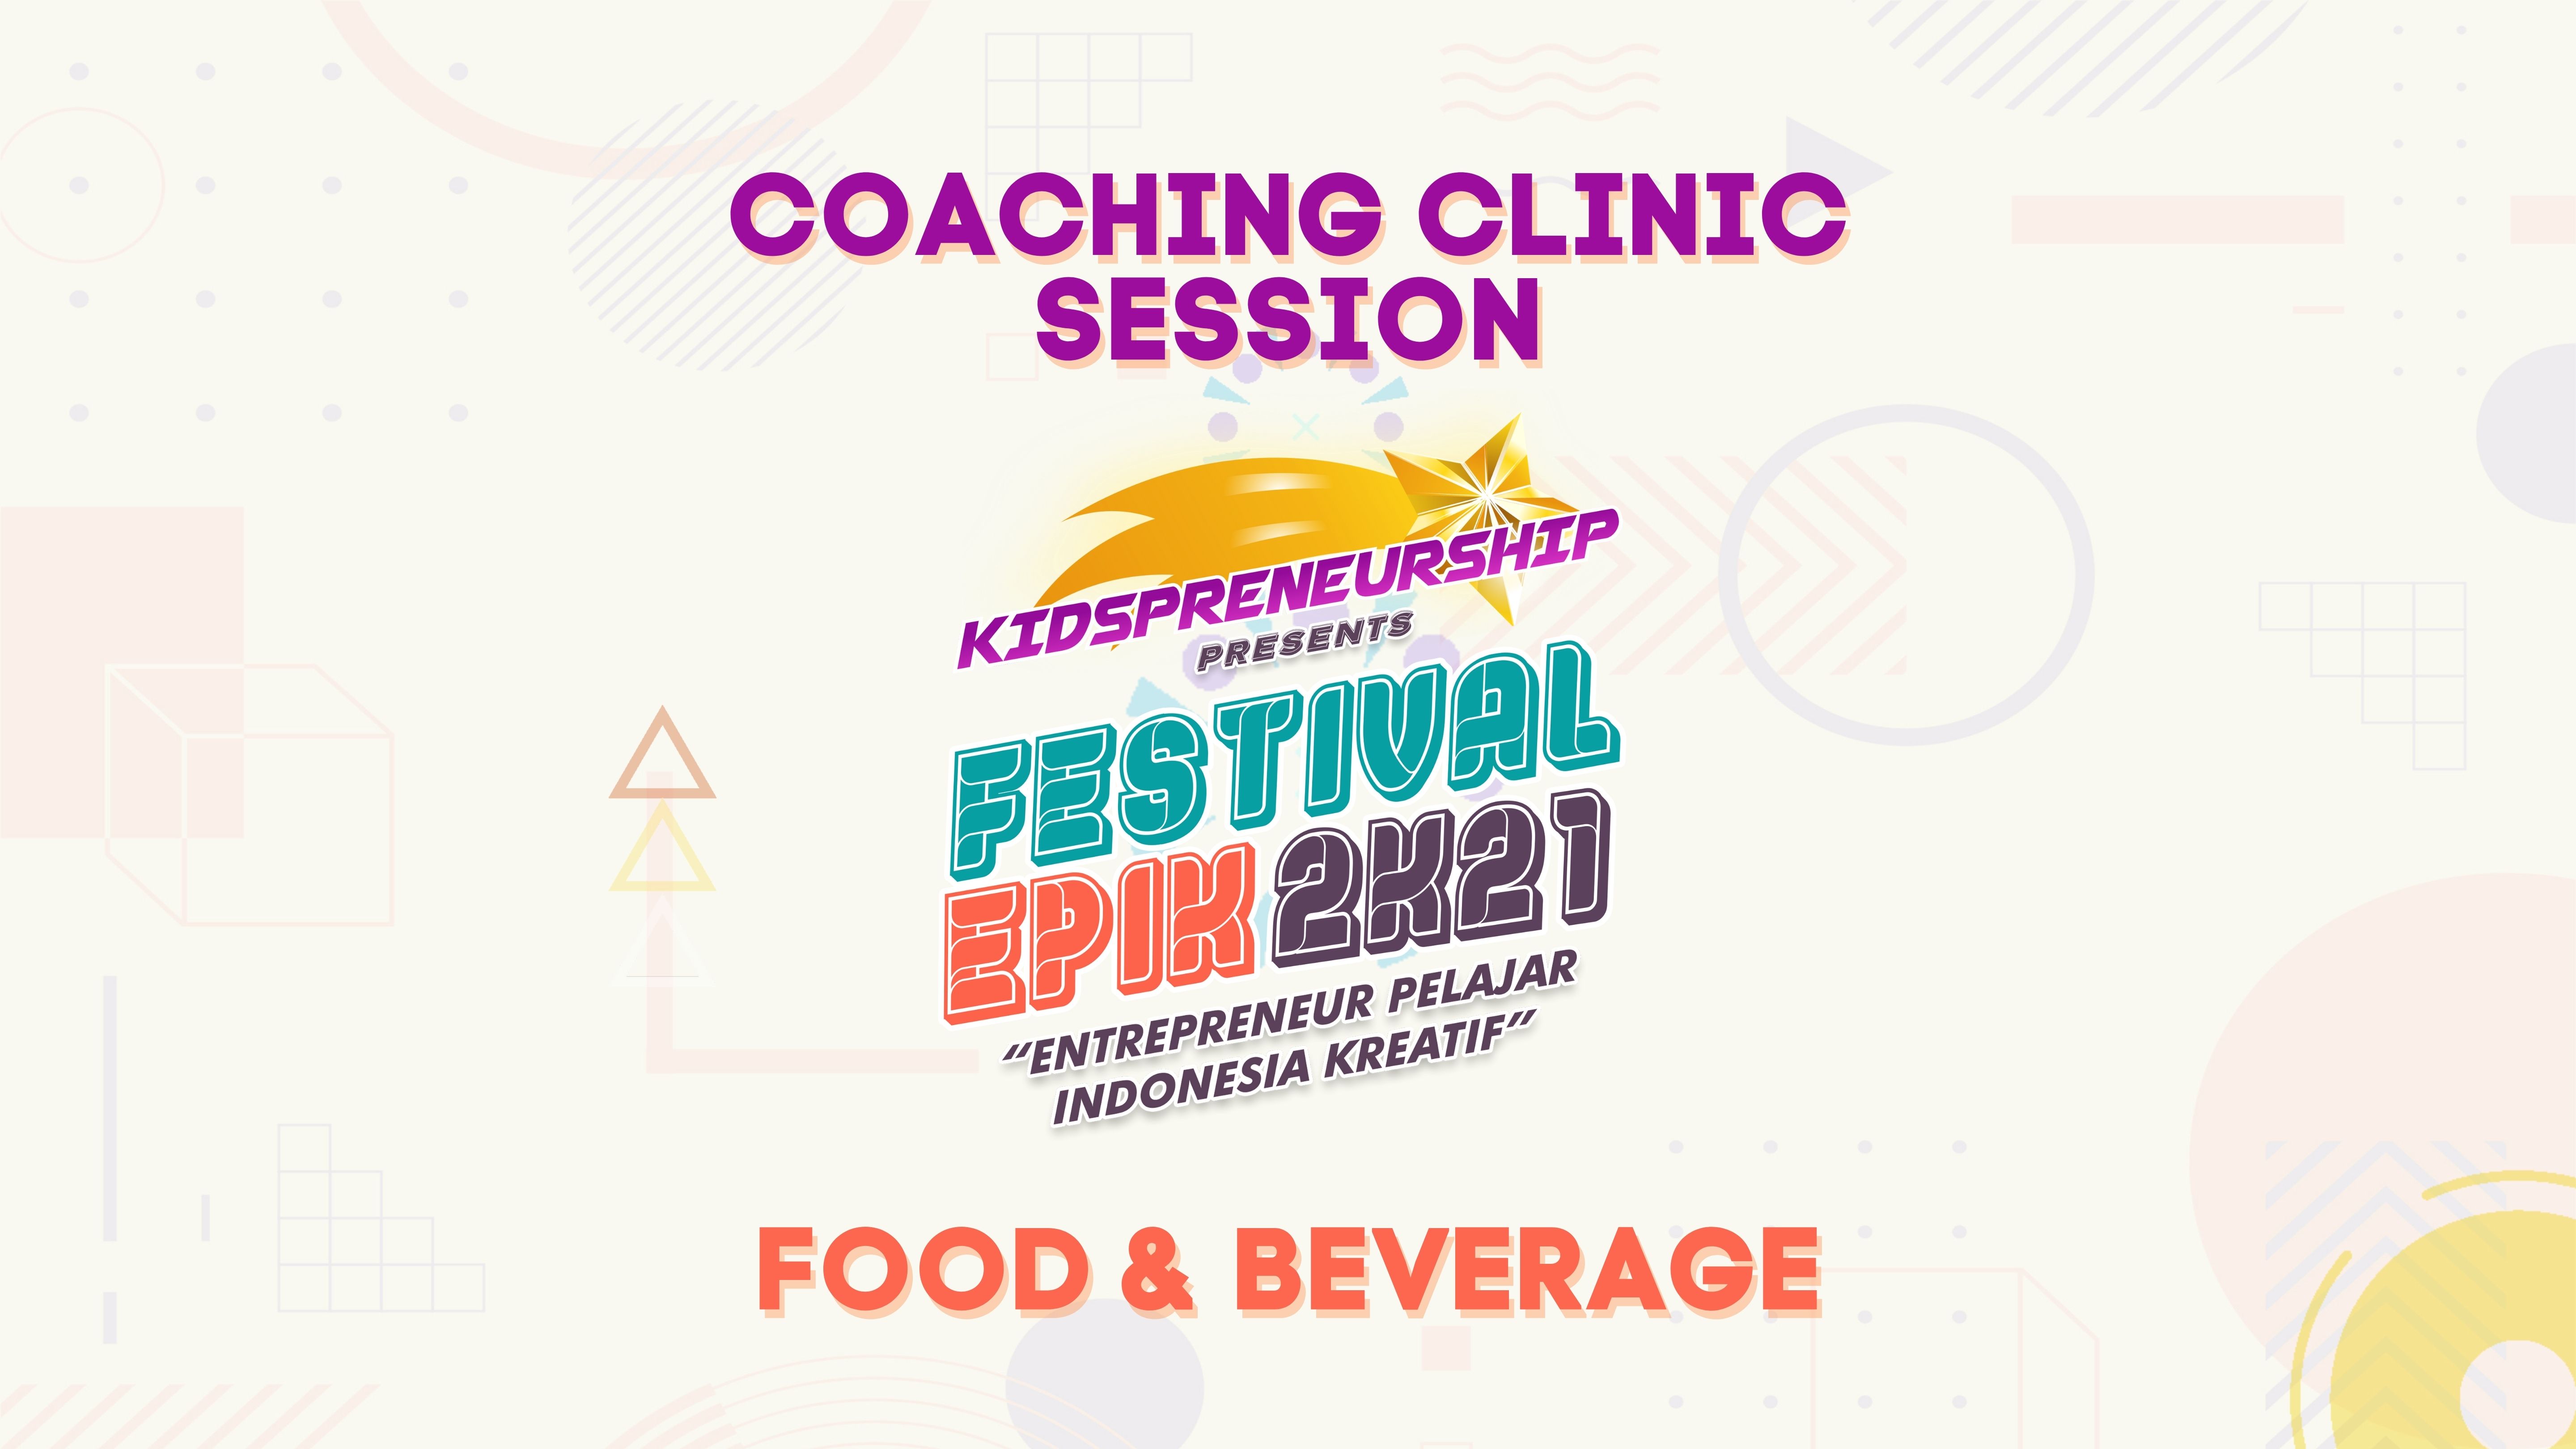 COACHING CLINIC
SESSION
KIDSPRENEURSHIP
PRESENTS
FESTIVAL
EPIK 2K21
"ENTREPRENEUR PELAJAR
INDONESIA KREATIF"
FOOD & BEVERAGE